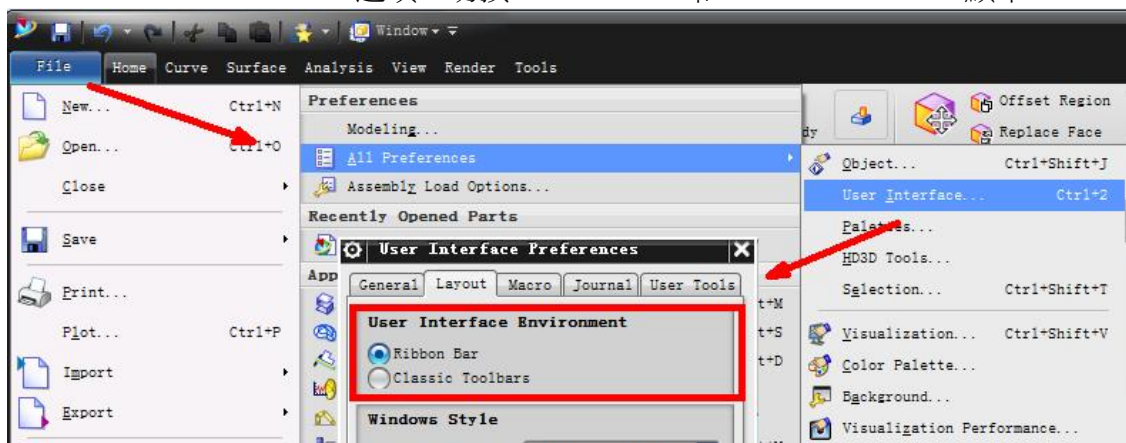 Window
File Home Curve Surface Analysis View Render Tools
New... Ctrl+N
Open... Ctrl+O
Close
Save
Print...
Plot... Ctrl+P
Import
Export
Preferences
Modeling...
All Preferences
Assembly Load Options...
Recently Opened Parts
App
User Interface Preferences
General Layout Macro Journal User Tools
User Interface Environment
Ribbon Bar
Classic Toolbars
Windows Style
t+M
t+S
t+D
dy
Offset Region
Replace Face
Object... Ctrl+Shift+J
User Interface... Ctrl+2
Palettes...
HD3D Tools...
Selection... Ctrl+Shift+T
Visualization... Ctrl+Shift+V
Color Palette...
Background...
Visualization Performance...